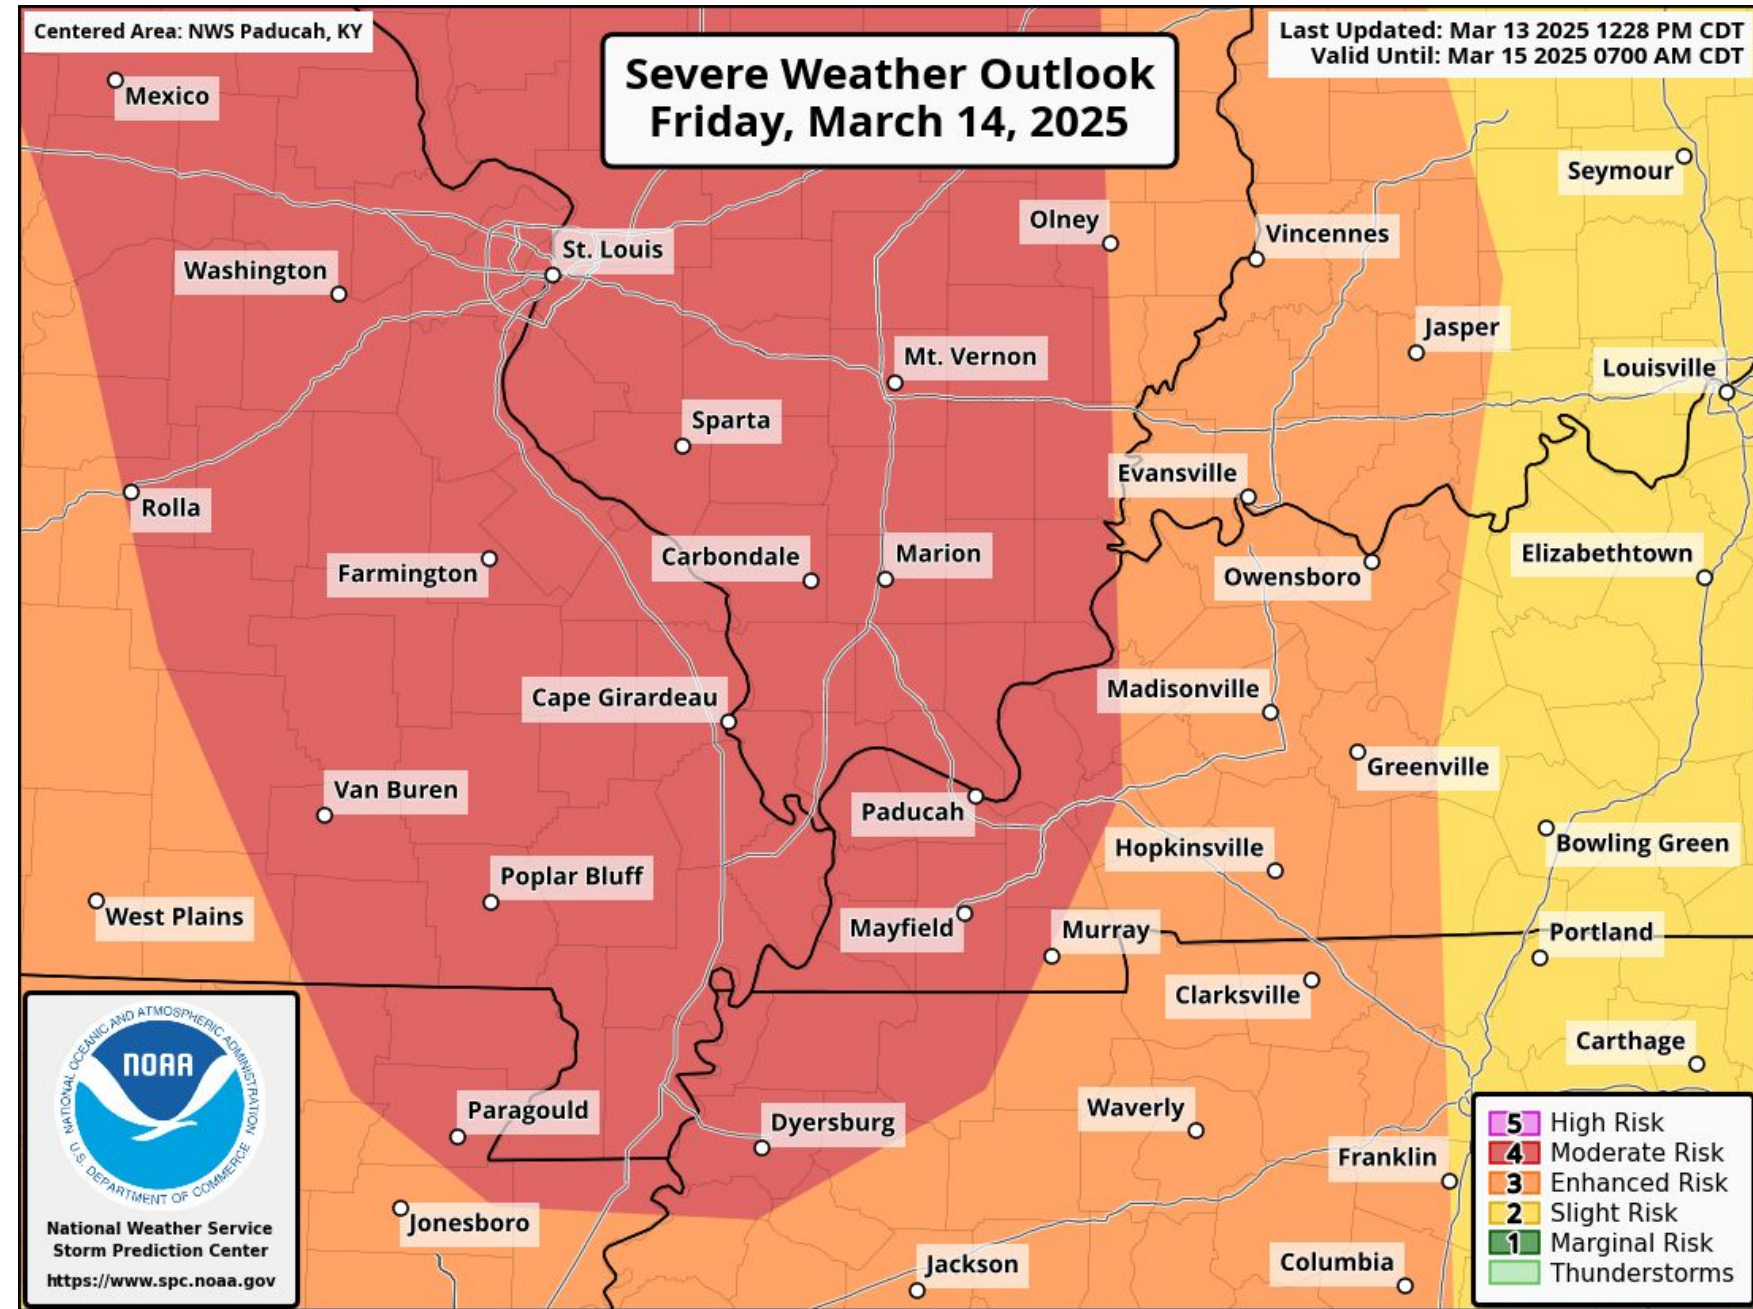 Centered Area: NWS Paducah, KY
Last Updated: Mar 13 2025 1228 PM CDT
Valid Until: Mar 15 2025 0700 AM CDT
Severe Weather Outlook
Friday, March 14, 2025
Mexico
Seymour
Olney
Vincennes
St. Louis
Washington
Jasper
Mt. Vernon
Louisville
Sparta
Evansville
Rolla
Carbondale
Marion
Elizabethtown
Farmington
Owensboro
Cape Girardeau
Madisonville
Greenville
Van Buren
Paducah
Hopkinsville
Bowling Green
Poplar Bluff
West Plains
Mayfield
Murray
Portland
Clarksville
Carthage
Paragould
Dyersburg
Waverly
Franklin
Jonesboro
Jackson
Columbia
NATIONAL OCEANIC AND ATMOSPHERIC ADMINISTRATION
NOAA
U.S. DEPARTMENT OF COMMERCE
National Weather Service
Storm Prediction Center
https://www.spc.noaa.gov
5 High Risk
4 Moderate Risk
3 Enhanced Risk
2 Slight Risk
1 Marginal Risk
Thunderstorms